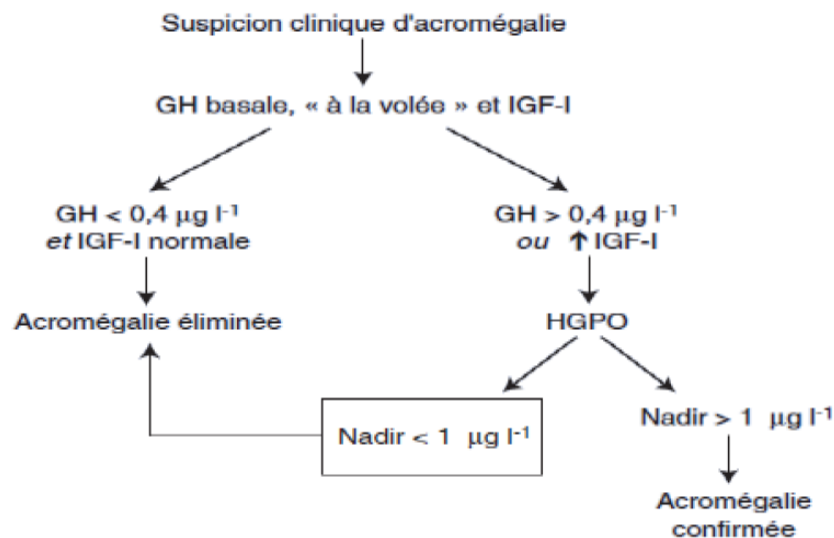 Suspicion clinique d'acromégalie
GH basale, « à la volée » et IGF-I
GH < 0,4 µg l⁻¹
et IGF-I normale
GH > 0,4 µg l⁻¹
ou ↑ IGF-I
Acromégalie éliminée
HGPO
Nadir < 1 µg l⁻¹
Nadir > 1 µg l⁻¹
Acromégalie
confirmée